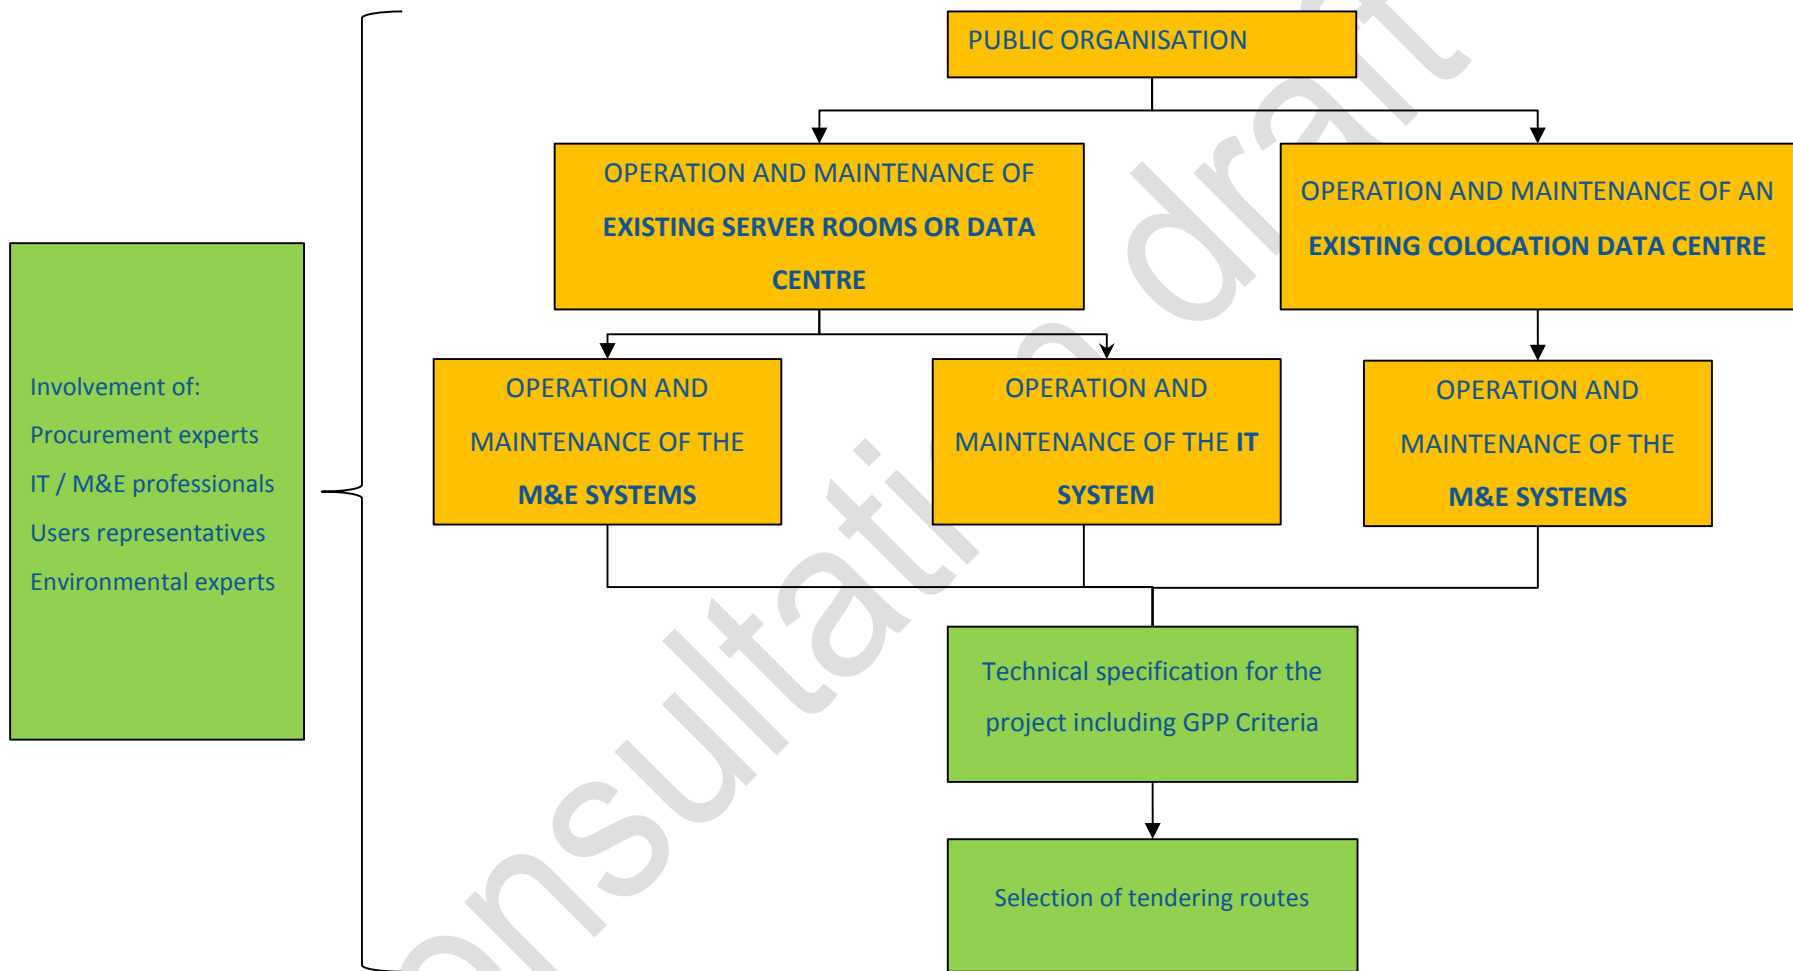 PUBLIC ORGANISATION
OPERATION AND MAINTENANCE OF
EXISTING SERVER ROOMS OR DATA
CENTRE
OPERATION AND MAINTENANCE OF AN
EXISTING COLOCATION DATA CENTRE
Involvement of:
Procurement experts
IT / M&E professionals
Users representatives
Environmental experts
OPERATION AND
MAINTENANCE OF THE
M&E SYSTEMS
OPERATION AND
MAINTENANCE OF THE IT
SYSTEM
OPERATION AND
MAINTENANCE OF THE
M&E SYSTEMS
Technical specification for the
project including GPP Criteria
Selection of tendering routes
onsultation draft